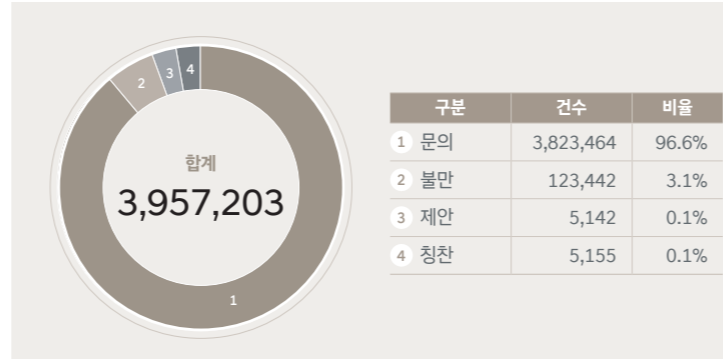 2
3
4
합계
3,957,203
1
구분 건수 비율
1 문의 3,823,464 96.6%
2 불만 123,442 3.1%
3 제안 5,142 0.1%
4 칭찬 5,155 0.1%